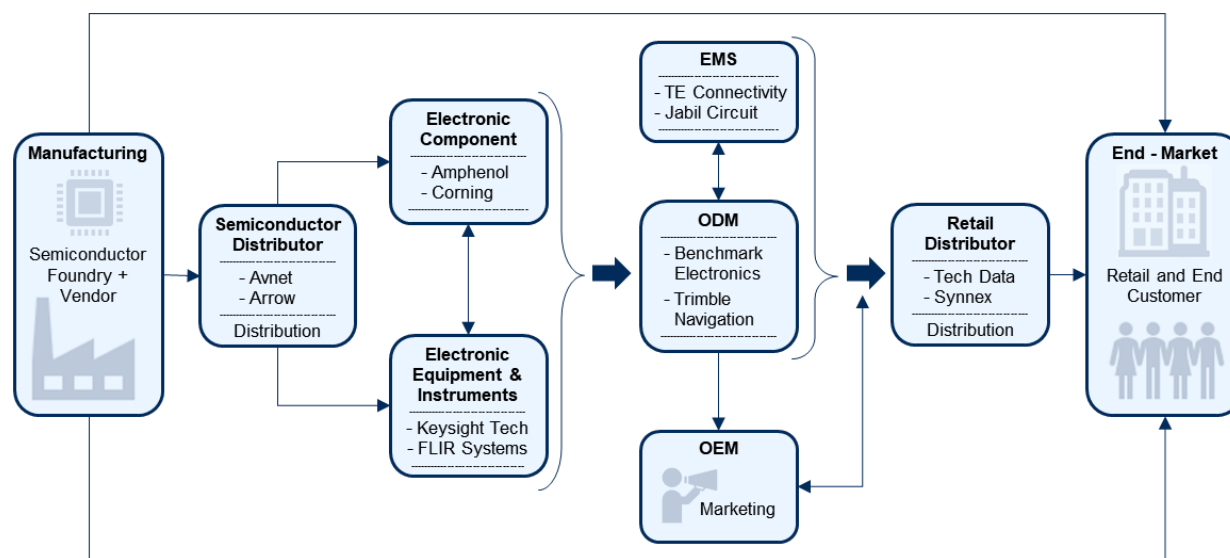 Manufacturing
Semiconductor
Foundry +
Vendor
Semiconductor
Distributor
- Avnet
- Arrow
Distribution
Electronic
Component
- Amphenol
- Corning
Electronic
Equipment &
Instruments
- Keysight Tech
- FLIR Systems
EMS
- TE Connectivity
- Jabil Circuit
ODM
- Benchmark
Electronics
- Trimble
Navigation
OEM
Marketing
Retail
Distributor
- Tech Data
- Synnex
Distribution
End - Market
Retail and End
Customer